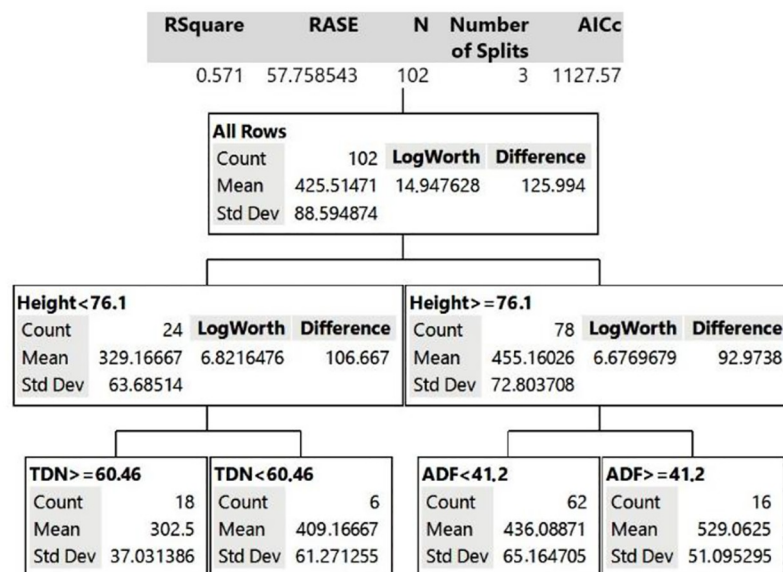 RSquare RASE N Number of Splits AICc
0.571 57.758543 102 3 1127.57
All Rows
Count 102 LogWorth Difference
Mean 425.51471 14.947628 125.994
Std Dev 88.594874
Height<76.1
Count 24 LogWorth Difference
Mean 329.16667 6.8216476 106.667
Std Dev 63.68514
Height>=76.1
Count 78 LogWorth Difference
Mean 455.16026 6.6769679 92.9738
Std Dev 72.803708
TDN>=60.46
Count 18
Mean 302.5
Std Dev 37.031386
TDN<60.46
Count 6
Mean 409.16667
Std Dev 61.271255
ADF<41.2
Count 62
Mean 436.08871
Std Dev 65.164705
ADF>=41.2
Count 16
Mean 529.0625
Std Dev 51.095295